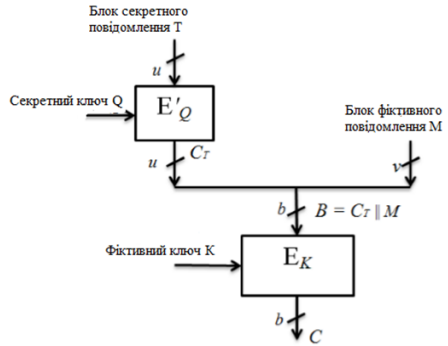 Блок секретного
повідомлення T
u
Секретний ключ Q
E'Q
Блок фіктивного
повідомлення M
u
CT
v
b
B = CT || M
Фіктивний ключ K
EK
b
C